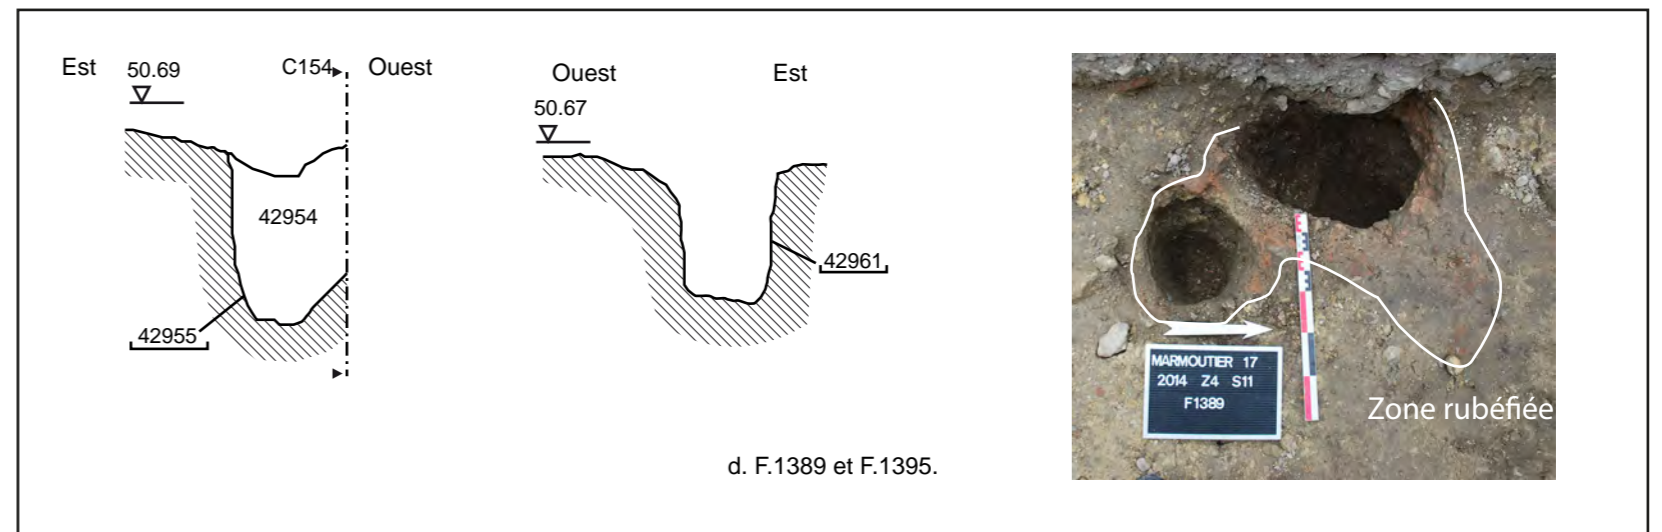 Est 50.69 C154 Ouest
42954
42955
Ouest Est
50.67
42961
d. F.1389 et F.1395.
MARMOUTIER 17
2014 Z4 S11
F1389
Zone rubéfiée